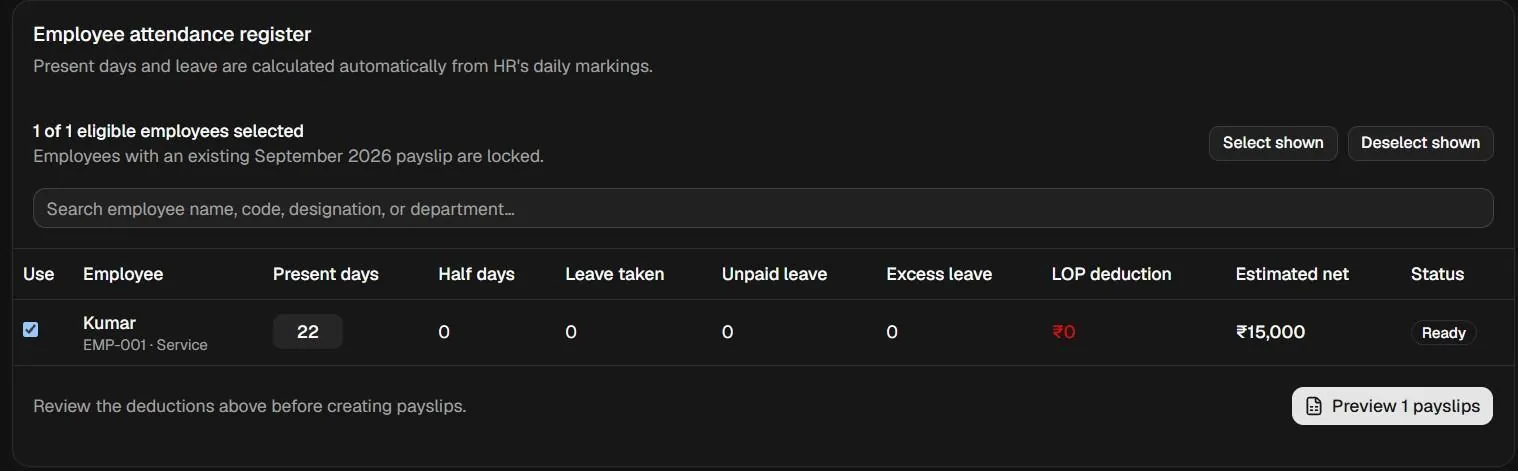 Employee attendance register
Present days and leave are calculated automatically from HR's daily markings.
1 of 1 eligible employees selected
Employees with an existing September 2026 payslip are locked.
Select shown
Deselect shown
Search employee name, code, designation, or department...
Use Employee Present days Half days Leave taken Unpaid leave Excess leave LOP deduction Estimated net Status
Kumar
EMP-001 · Service
22 0 0 0 0 ₹0 ₹15,000 Ready
Review the deductions above before creating payslips.
Preview 1 payslips